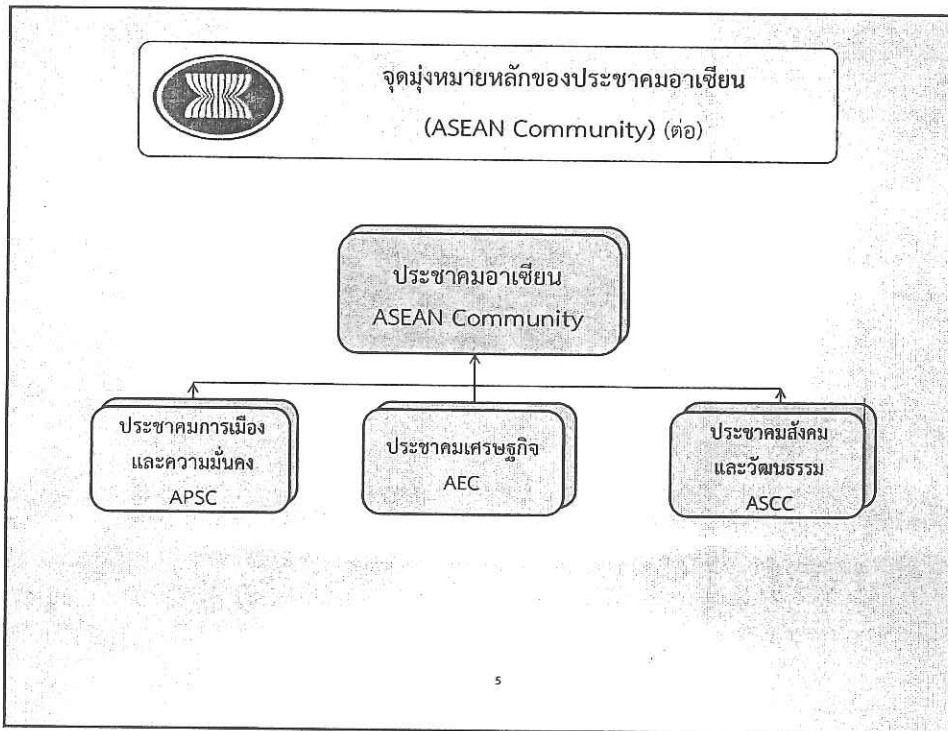 จุดมุ่งหมายหลักของประชาคมอาเซียน
(ASEAN Community) (ต่อ)
ประชาคมอาเซียน
ASEAN Community
ประชาคมการเมือง
และความมั่นคง
APSC
ประชาคมเศรษฐกิจ
AEC
ประชาคมสังคม
และวัฒนธรรม
ASCC
5